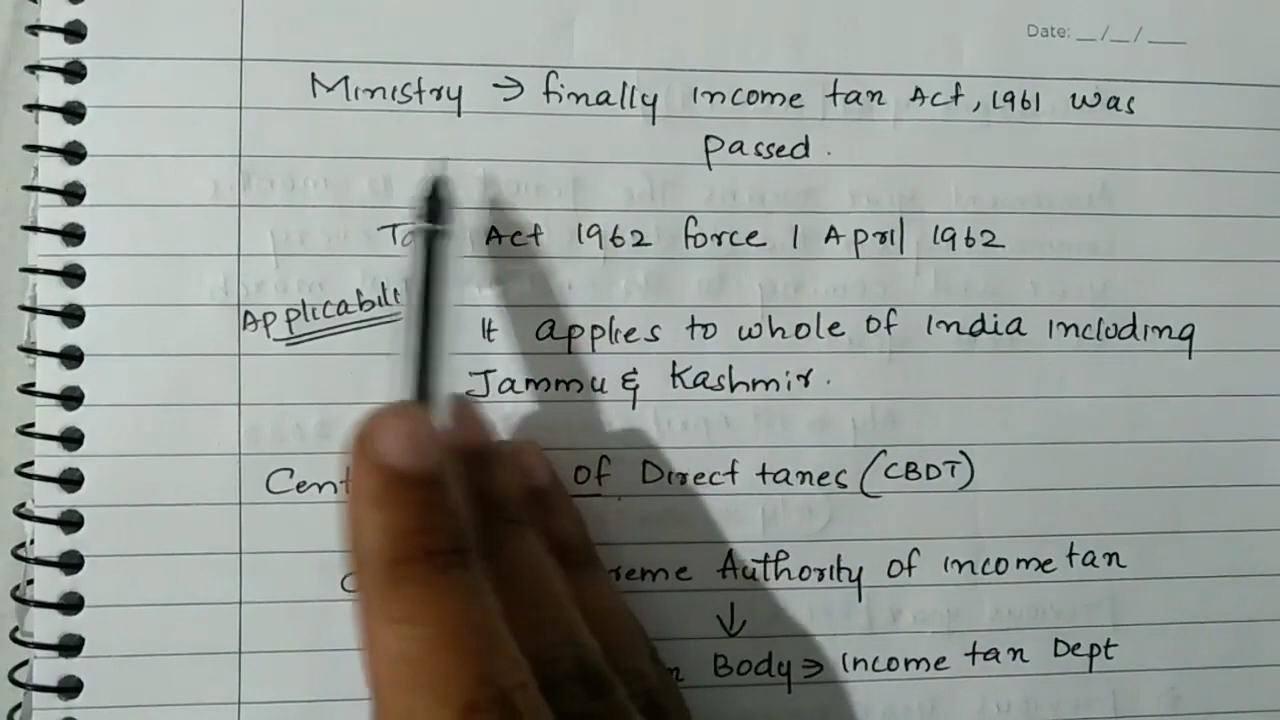 Date: __/__/___
Ministry → finally income tax Act, 1961 was
passed.
Act 1962 force 1 April 1962
It applies to whole of India including
Jammu & Kashmir.
of Direct taxes (CBDT)
Authority of income tax
↓
Body ⇒ Income tax Dept